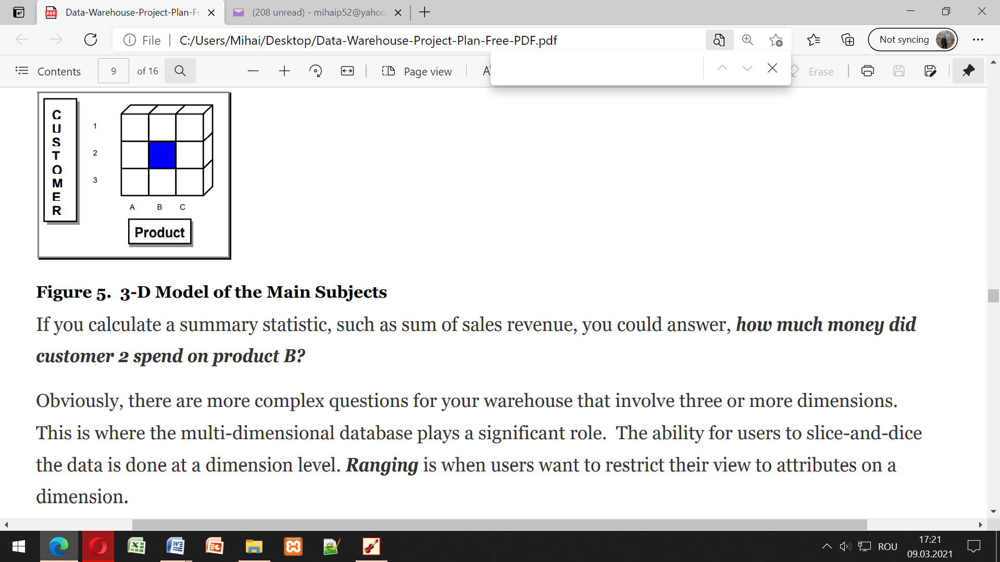 Data-Warehouse-Project-Plan-Fr
(208 unread) - mihaip52@yahoo
File
C:/Users/Mihai/Desktop/Data-Warehouse-Project-Plan-Free-PDF.pdf
Not syncing
Contents
9
of 16
Page view
A
Erase
CUSTOMER
1
2
3
A B C
Product
Figure 5. 3-D Model of the Main Subjects
If you calculate a summary statistic, such as sum of sales revenue, you could answer, how much money did
customer 2 spend on product B?
Obviously, there are more complex questions for your warehouse that involve three or more dimensions.
This is where the multi-dimensional database plays a significant role. The ability for users to slice-and-dice
the data is done at a dimension level. Ranging is when users want to restrict their view to attributes on a
dimension.
ROU
17:21
09.03.2021